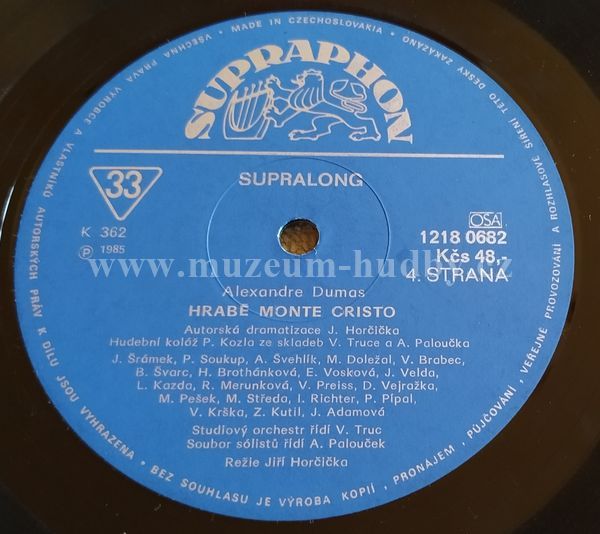 VŠECHNA PRÁVA VÝROBCE A VLASTNÍKŮ AUTORSKÝCH PRÁV K DÍLU JSOU VYHRAZENA • BEZ SOUHLASU JE VÝROBA KOPIÍ, PRONÁJEM, PŮJČOVÁNÍ, VEŘEJNÉ PROVOZOVÁNÍ A ROZHLASOVÉ ŠÍŘENÍ TÉTO DESKY ZAKÁZÁNO • MADE IN CZECHOSLOVAKIA •
SUPRAPHON
33
SUPRALONG
K 362
Ⓟ 1985
OSA
1218 0682
Kčs 48,-
4. STRANA
www.muzeum-hudby.cz
Alexandre Dumas
HRABĚ MONTE CRISTO
Autorská dramatizace J. Horčička
Hudební koláž P. Kozla ze skladeb V. Truce a A. Paloučka
J. Šrámek, P. Soukup, A. Švehlík, M. Doležal, V. Brabec,
B. Švarc, H. Brothánková, E. Vosková, J. Velda,
L. Kazda, R. Merunková, V. Preiss, D. Vejražka,
M. Pešek, M. Středa, I. Richter, P. Pípal,
V. Krška, Z. Kutil, J. Adamová
Studiový orchestr řídí V. Truc
Soubor sólistů řídí A. Palouček
Režie Jiří Horčička